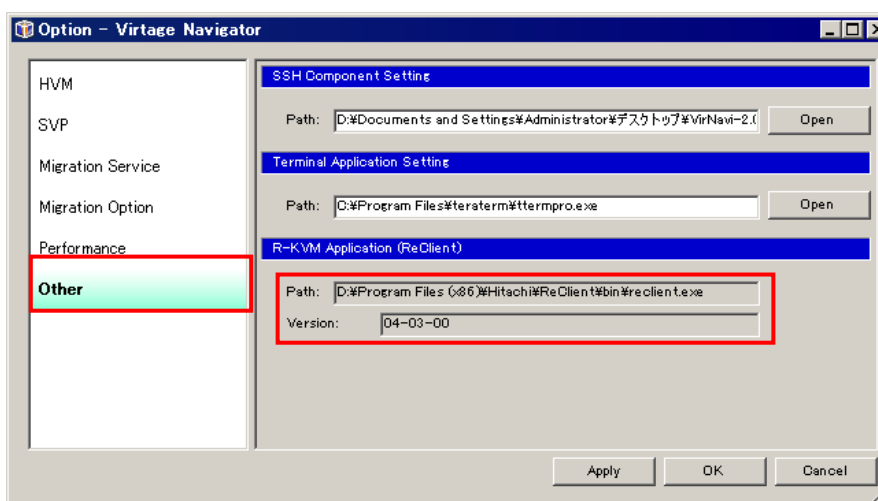 Option - Virtage Navigator
HVM
SVP
Migration Service
Migration Option
Performance
Other
SSH Component Setting
Path: D:¥Documents and Settings¥Administrator¥デスクトップ¥VirNavi-2.( Open
Terminal Application Setting
Path: C:¥Program Files¥teraterm¥ttermpro.exe Open
R-KVM Application (ReClient)
Path: D:¥Program Files (x86)¥Hitachi¥ReClient¥bin¥reclient.exe
Version: 04-03-00
Apply OK Cancel